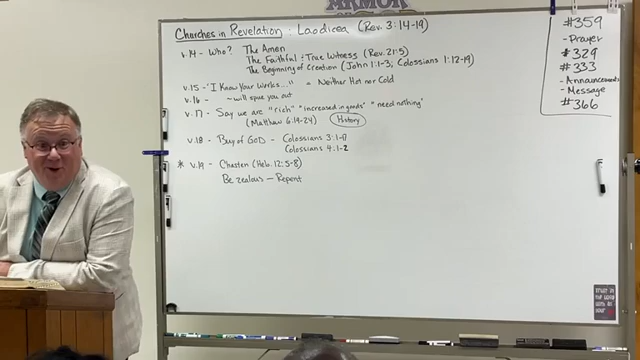 ARMOR
Churches in Revelation: Laodicea (Rev. 3:14-19)
v.14 - Who? The Amen
The Faithful + True Witness (Rev. 21:5)
The Beginning of Creation (John 1:1-3; Colossians 1:12-19)
v.15 - "I Know Your Works..." = Neither Hot nor Cold
v.16 - - will spue you out
v.17 - Say we are "rich" "increased in goods" "need nothing"
(Matthew 6:19-24) History
v.18 - Buy of GOD - Colossians 3:1-17
Colossians 4:1-2
* v.19 - Chasten (Heb. 12:5-8)
Be zealous - Repent
#359
- Prayer
#329
#333
- Announcements
- Message
#366